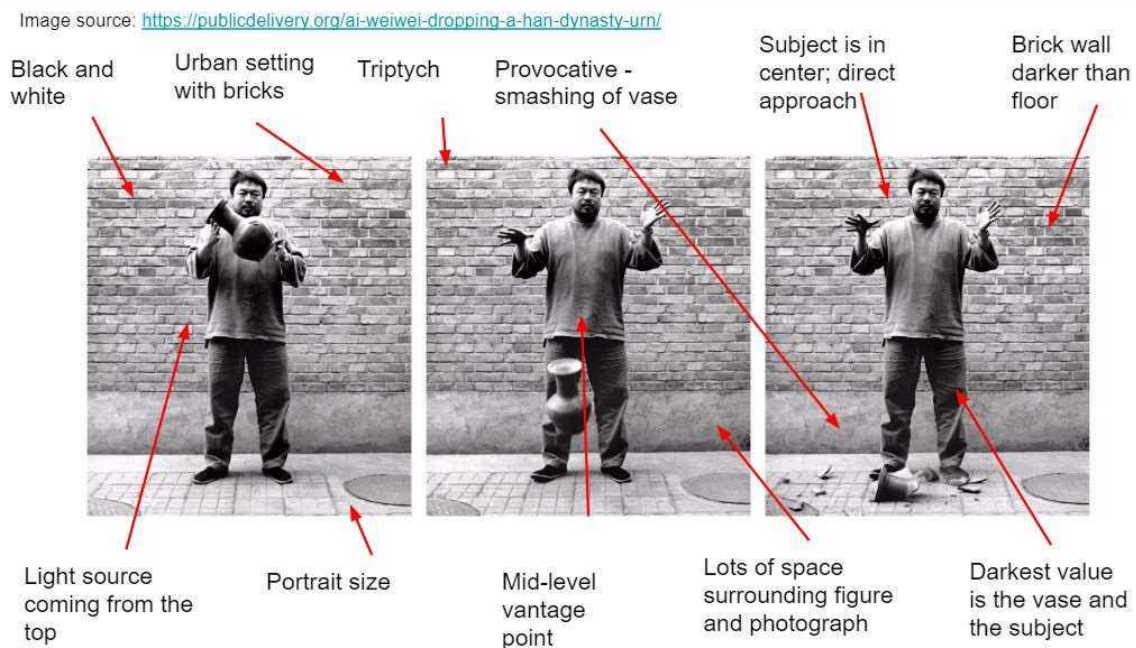 Image source: https://publicdelivery.org/ai-weiwei-dropping-a-han-dynasty-urn/
Black and
white
Urban setting
with bricks
Triptych
Provocative -
smashing of vase
Subject is in
center; direct
approach
Brick wall
darker than
floor
Light source
coming from the
top
Portrait size
Mid-level
vantage
point
Lots of space
surrounding figure
and photograph
Darkest value
is the vase and
the subject